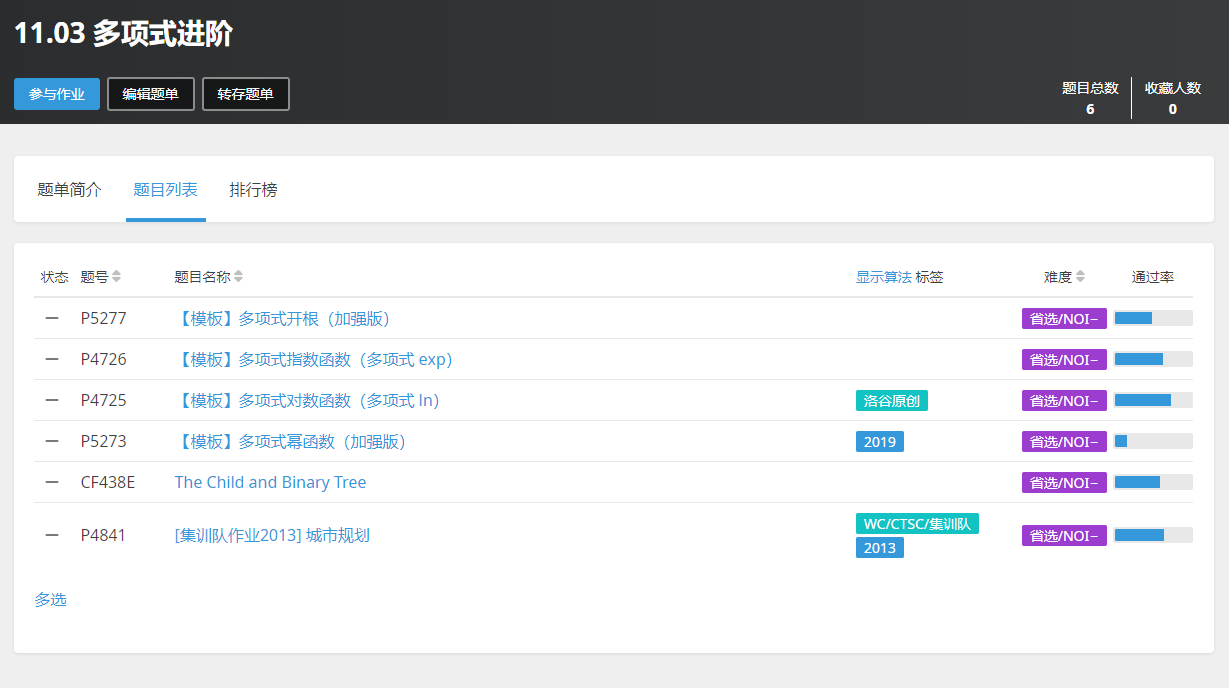 11.03 多项式进阶
参与作业 编辑题单 转存题单
题目总数 收藏人数
6 0
题单简介 题目列表 排行榜
状态 题号 题目名称 显示算法 标签 难度 通过率
— P5277 【模板】多项式开根（加强版） 省选/NOI−
— P4726 【模板】多项式指数函数（多项式 exp） 省选/NOI−
— P4725 【模板】多项式对数函数（多项式 ln） 洛谷原创 省选/NOI−
— P5273 【模板】多项式幂函数（加强版） 2019 省选/NOI−
— CF438E The Child and Binary Tree 省选/NOI−
— P4841 [集训队作业2013] 城市规划 WC/CTSC/集训队 省选/NOI−
2013
多选